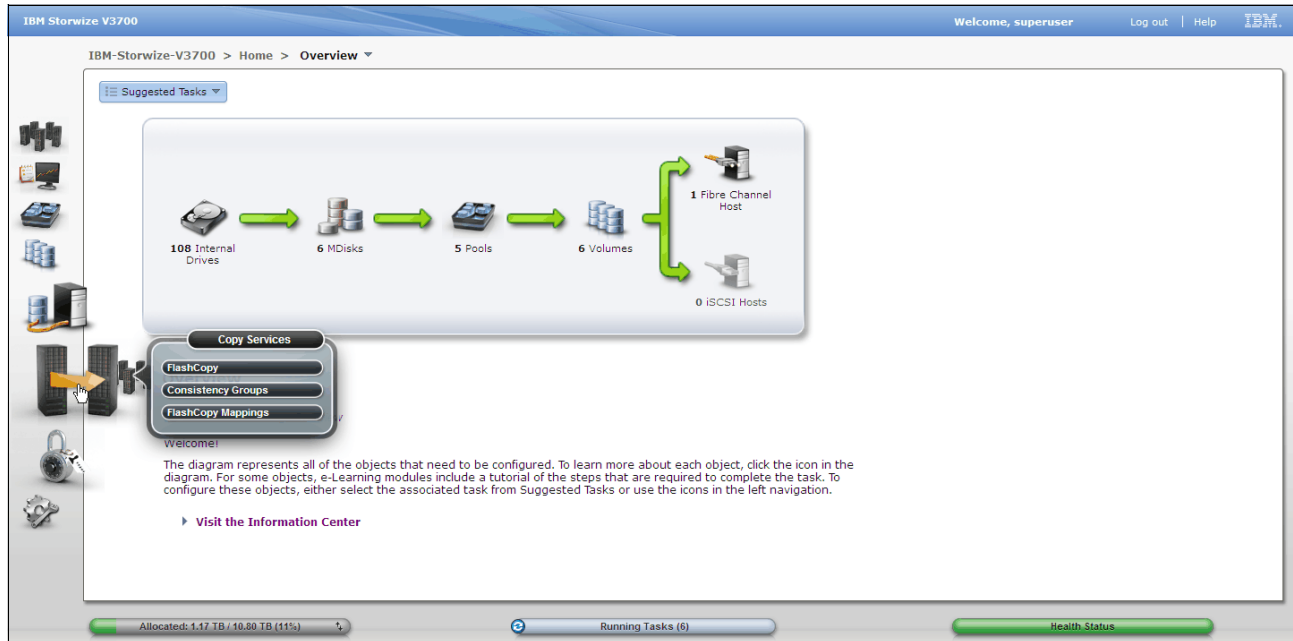 IBM Storwize V3700
Welcome, superuser
Log out | Help
IBM.
IBM-Storwize-V3700 > Home > Overview
Suggested Tasks
108 Internal
Drives
6 MDisks
5 Pools
6 Volumes
1 Fibre Channel
Host
0 iSCSI Hosts
Copy Services
FlashCopy
Consistency Groups
FlashCopy Mappings
Welcome!
The diagram represents all of the objects that need to be configured. To learn more about each object, click the icon in the
diagram. For some objects, e-Learning modules include a tutorial of the steps that are required to complete the task. To
configure these objects, either select the associated task from Suggested Tasks or use the icons in the left navigation.
Visit the Information Center
Allocated: 1.17 TB / 10.80 TB (11%)
Running Tasks (6)
Health Status